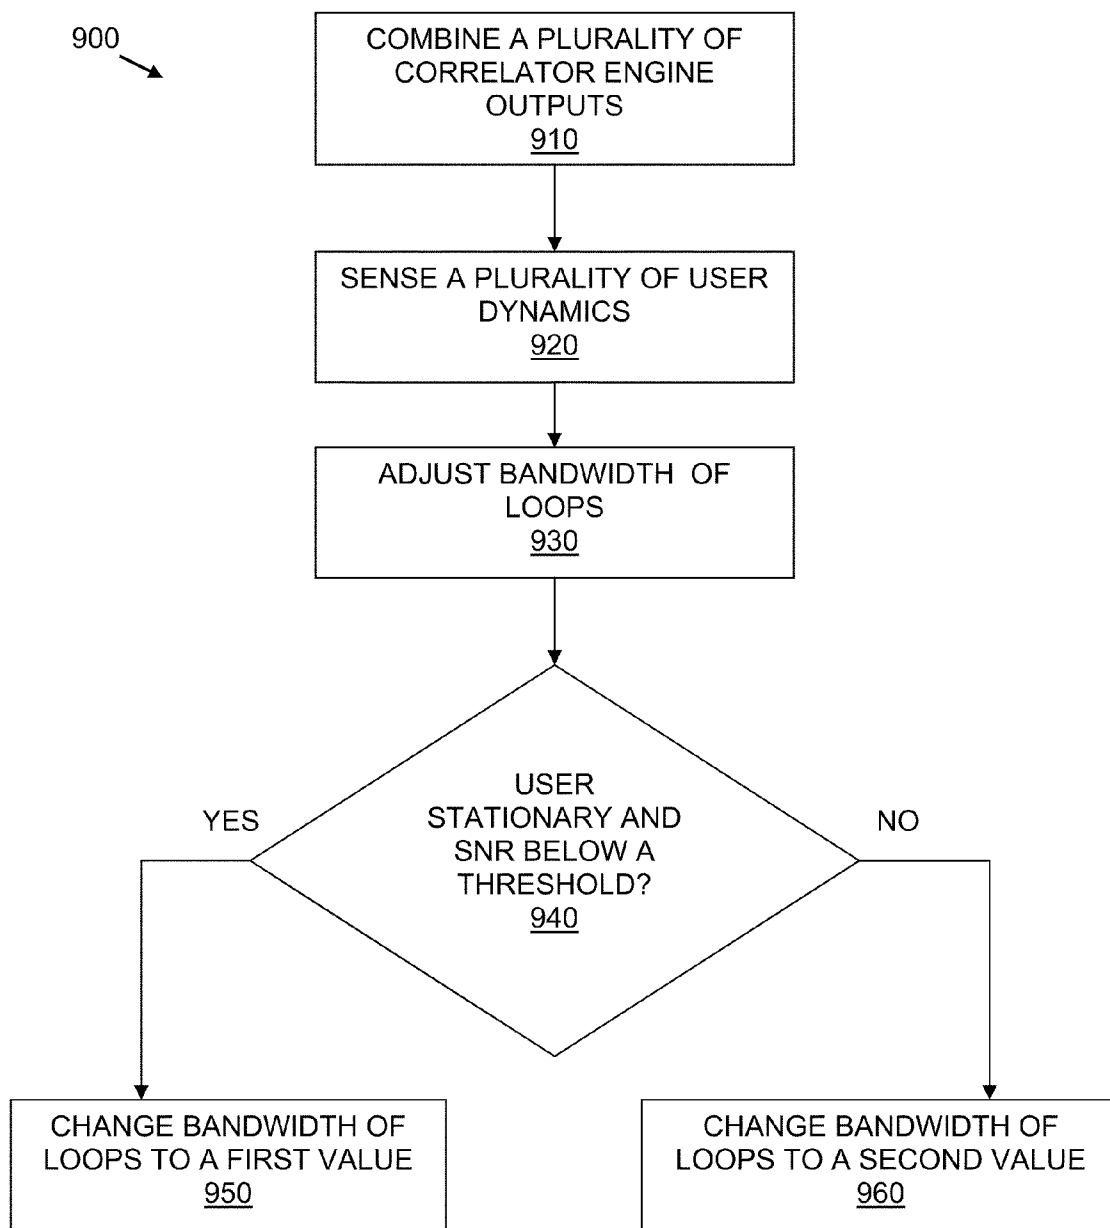 900
COMBINE A PLURALITY OF
CORRELATOR ENGINE
OUTPUTS
910
SENSE A PLURALITY OF USER
DYNAMICS
920
ADJUST BANDWIDTH OF
LOOPS
930
USER
STATIONARY AND
SNR BELOW A
THRESHOLD?
940
YES
NO
CHANGE BANDWIDTH OF
LOOPS TO A FIRST VALUE
950
CHANGE BANDWIDTH OF
LOOPS TO A SECOND VALUE
960